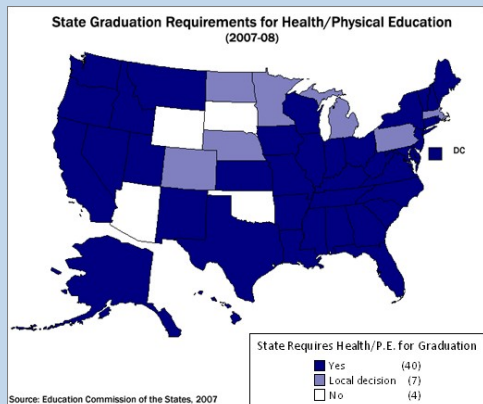 State Graduation Requirements for Health/Physical Education
(2007-08)
DC
State Requires Health/P.E. for Graduation
Yes (40)
Local decision (7)
No (4)
Source: Education Commission of the States, 2007